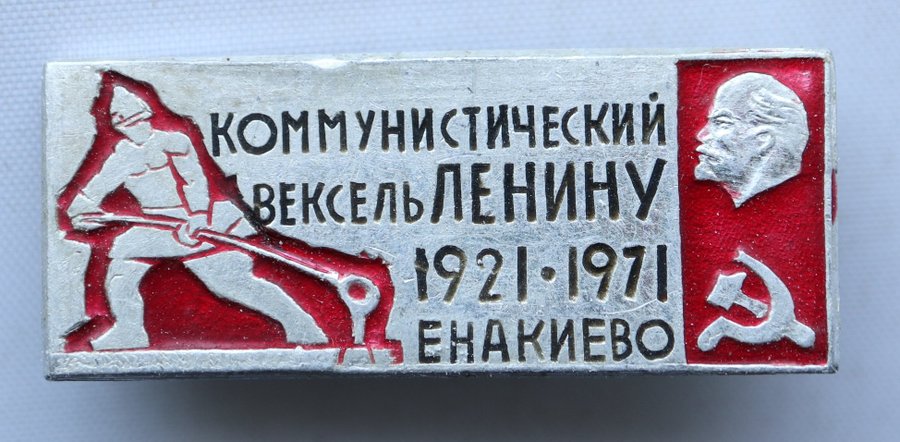 КОММУНИСТИЧЕСКИЙ
ВЕКСЕЛЬ ЛЕНИНУ
1921 • 1971
ЕНАКИЕВО